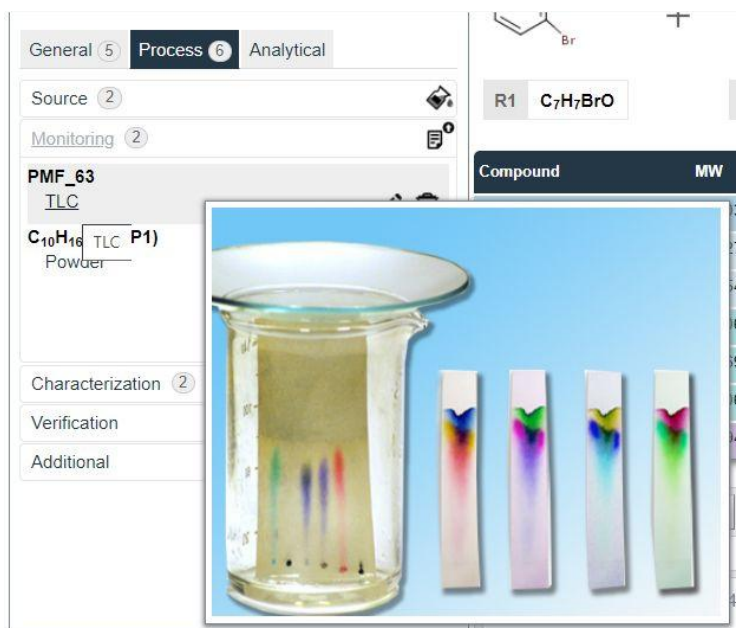 General 5 Process 6 Analytical
Source 2
Monitoring 2
PMF_63
TLC
C₁₀H₁₆ TLC P1)
Powder
Characterization 2
Verification
Additional
Br
R1 C₇H₇BrO
Compound MW